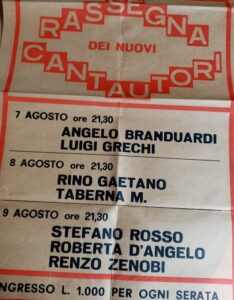 RASSEGNA
DEI NUOVI
CANTAUTORI
7 AGOSTO ore 21,30
ANGELO BRANDUARDI
LUIGI GRECHI
8 AGOSTO ore 21,30
RINO GAETANO
TABERNA M.
9 AGOSTO ore 21,30
STEFANO ROSSO
ROBERTA D'ANGELO
RENZO ZENOBI
INGRESSO L. 1.000 PER OGNI SERATA